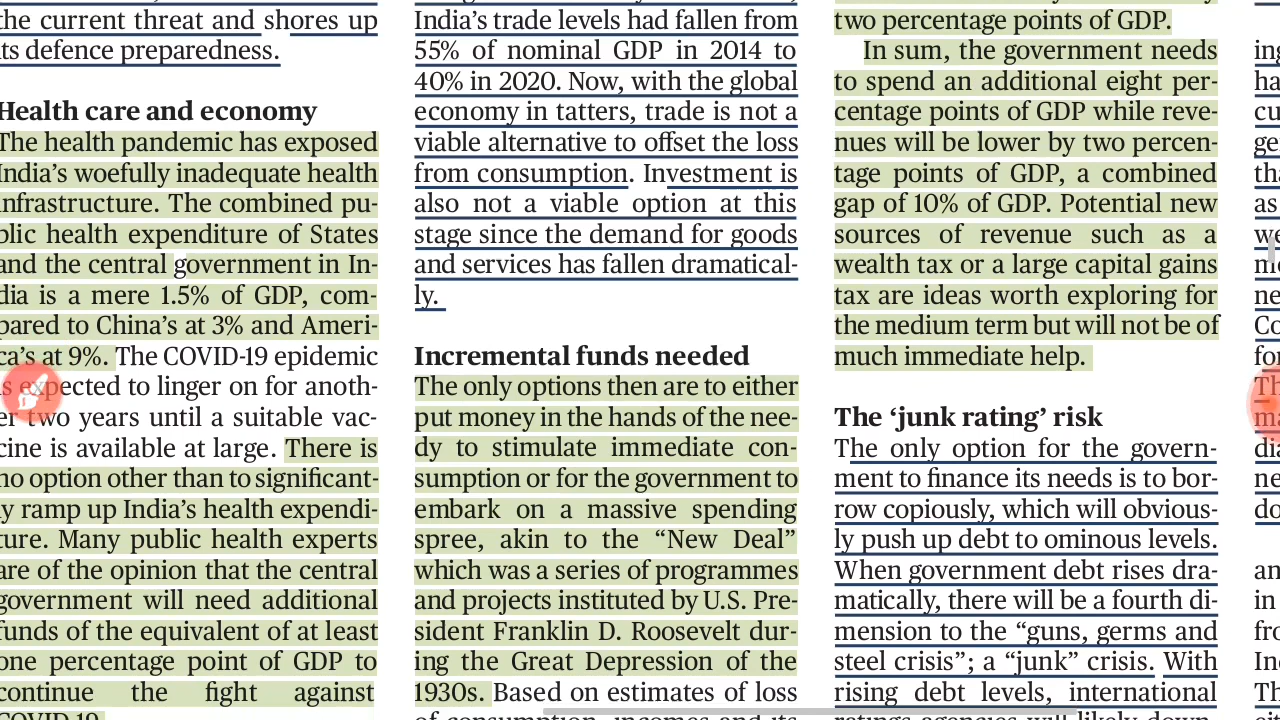 the current threat and shores up
its defence preparedness.
Health care and economy
The health pandemic has exposed
India's woefully inadequate health
infrastructure. The combined pu-
blic health expenditure of States
and the central government in In-
dia is a mere 1.5% of GDP, com-
pared to China's at 3% and Ameri-
ca's at 9%. The COVID-19 epidemic
is expected to linger on for anoth-
er two years until a suitable vac-
cine is available at large. There is
no option other than to significant-
ly ramp up India's health expendi-
ture. Many public health experts
are of the opinion that the central
government will need additional
funds of the equivalent of at least
one percentage point of GDP to
continue the fight against
COVID-19.
India's trade levels had fallen from
55% of nominal GDP in 2014 to
40% in 2020. Now, with the global
economy in tatters, trade is not a
viable alternative to offset the loss
from consumption. Investment is
also not a viable option at this
stage since the demand for goods
and services has fallen dramatical-
ly.
Incremental funds needed
The only options then are to either
put money in the hands of the nee-
dy to stimulate immediate con-
sumption or for the government to
embark on a massive spending
spree, akin to the “New Deal”
which was a series of programmes
and projects instituted by U.S. Pre-
sident Franklin D. Roosevelt dur-
ing the Great Depression of the
1930s. Based on estimates of loss
of consumption, incomes and its
two percentage points of GDP.
In sum, the government needs
to spend an additional eight per-
centage points of GDP while reve-
nues will be lower by two percen-
tage points of GDP, a combined
gap of 10% of GDP. Potential new
sources of revenue such as a
wealth tax or a large capital gains
tax are ideas worth exploring for
the medium term but will not be of
much immediate help.
The ‘junk rating’ risk
The only option for the govern-
ment to finance its needs is to bor-
row copiously, which will obvious-
ly push up debt to ominous levels.
When government debt rises dra-
matically, there will be a fourth di-
mension to the “guns, germs and
steel crisis”; a “junk” crisis. With
rising debt levels, international
ratings agencies will likely down-